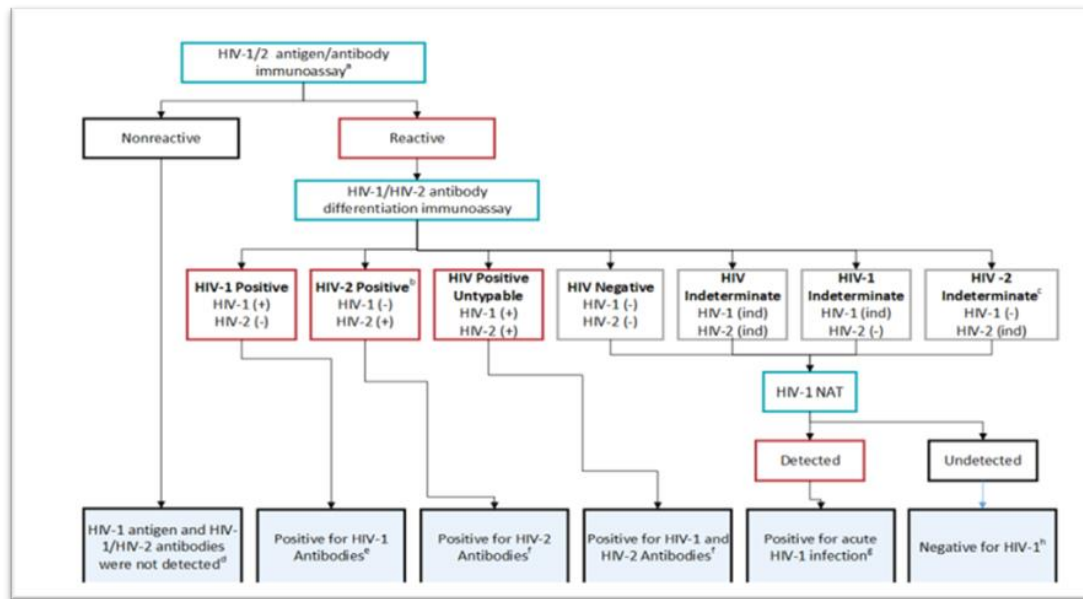 HIV-1/2 antigen/antibody
immunoassayᵃ
Nonreactive
Reactive
HIV-1/HIV-2 antibody
differentiation immunoassay
HIV-1 Positive
HIV-1 (+)
HIV-2 (-)
HIV-2 Positiveᵇ
HIV-1 (-)
HIV-2 (+)
HIV Positive
Untypable
HIV-1 (+)
HIV-2 (+)
HIV Negative
HIV-1 (-)
HIV-2 (-)
HIV
Indeterminate
HIV-1 (ind)
HIV-2 (ind)
HIV-1
Indeterminate
HIV-1 (ind)
HIV-2 (-)
HIV -2
Indeterminateᶜ
HIV-1 (-)
HIV-2 (ind)
HIV-1 NAT
Detected
Undetected
HIV-1 antigen and HIV-
1/HIV-2 antibodies
were not detectedᵈ
Positive for HIV-1
Antibodiesᵉ
Positive for HIV-2
Antibodiesᶠ
Positive for HIV-1 and
HIV-2 Antibodiesᶠ
Positive for acute
HIV-1 infectionᵍ
Negative for HIV-1ʰ